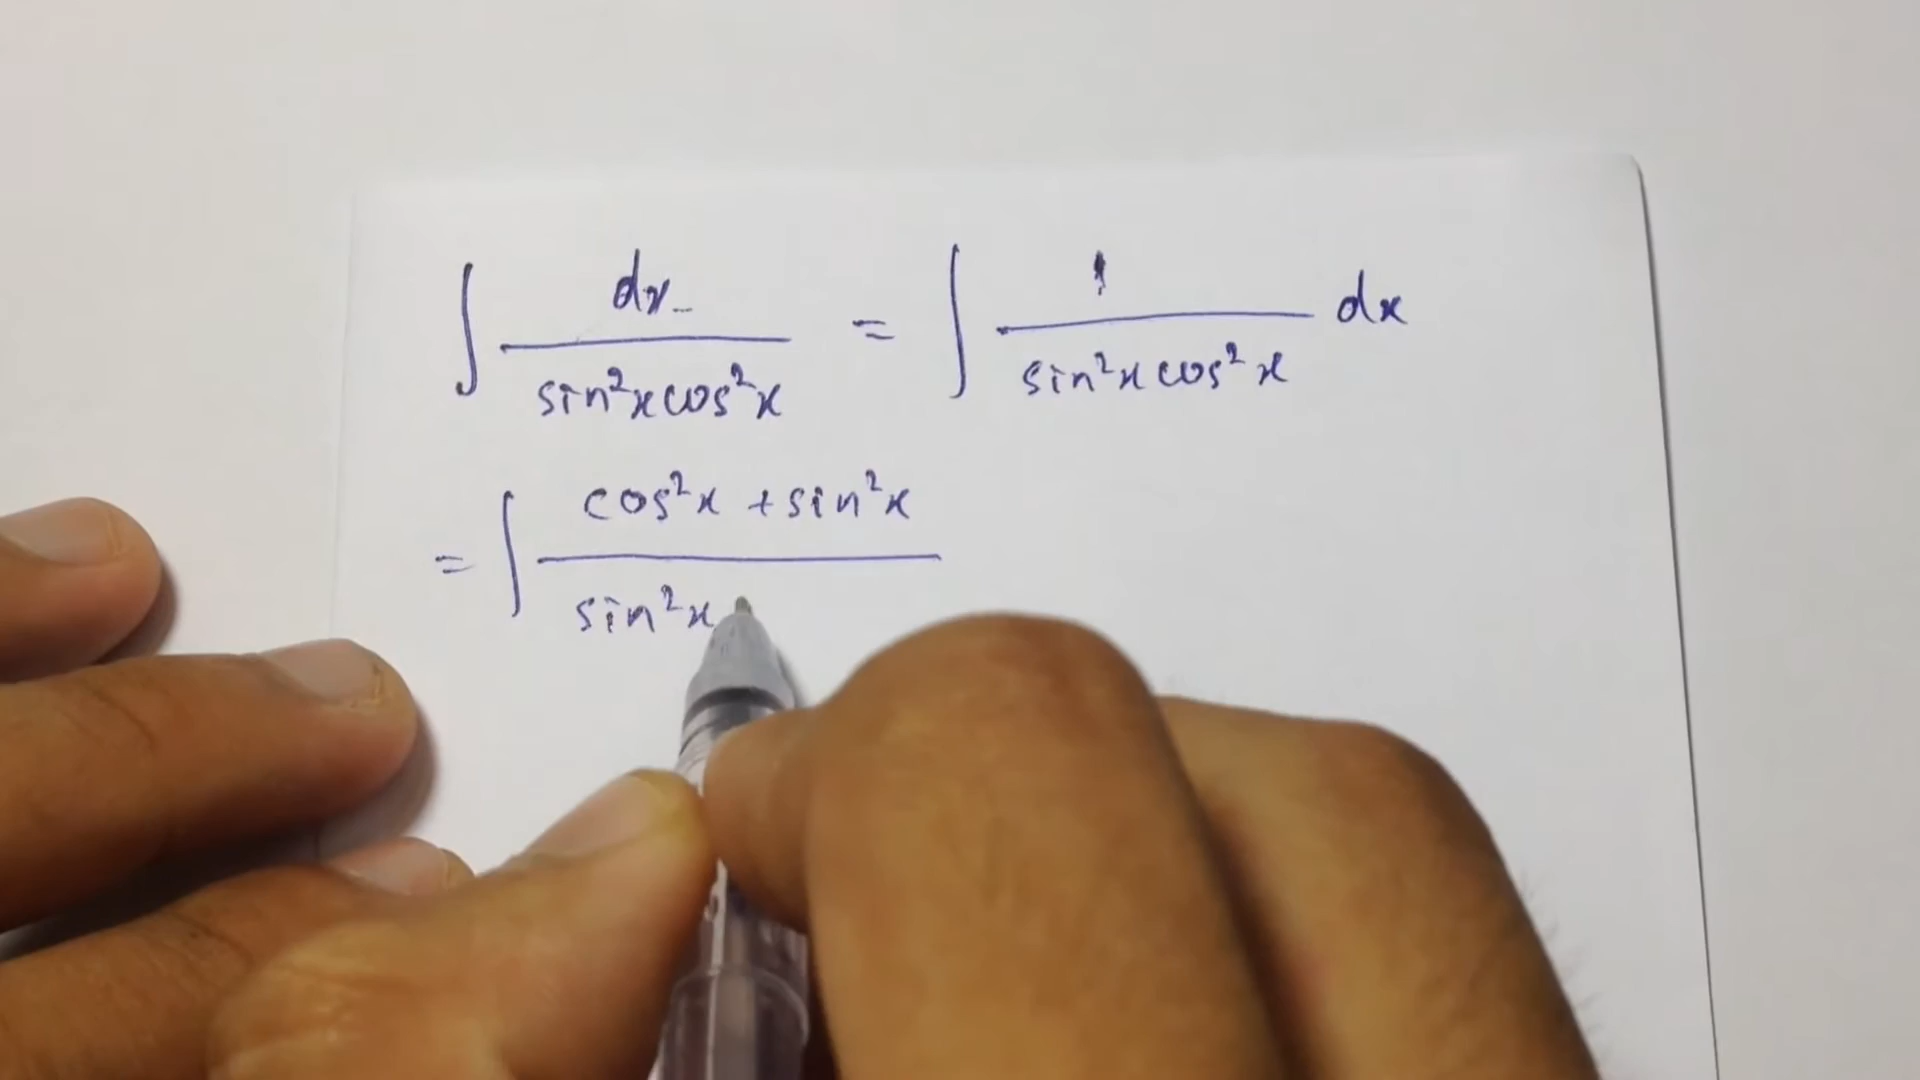 ∫ dx / sin²x cos²x = ∫ 1 / sin²x cos²x dx
= ∫ cos²x + sin²x / sin²x